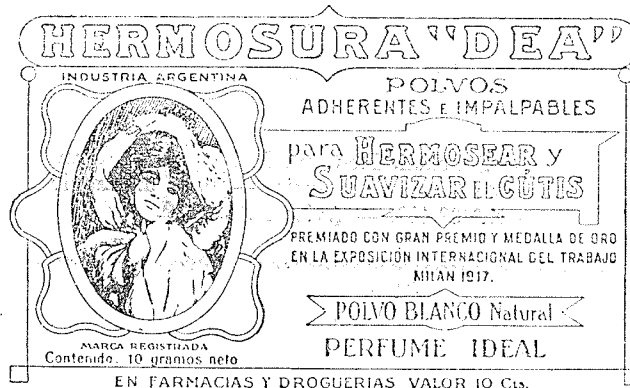 HERMOSURA "DEA"
INDUSTRIA ARGENTINA
POLVOS
ADHERENTES E IMPALPABLES
para HERMOSEAR y
SUAVIZAR EL CÚTIS
PREMIADO CON GRAN PREMIO Y MEDALLA DE ORO
EN LA EXPOSICIÓN INTERNACIONAL DEL TRABAJO
MILAN 1917.
POLVO BLANCO Natural
PERFUME IDEAL
MARCA REGISTRADA
Contenido. 10 gramos neto
EN FARMACIAS Y DROGUERIAS VALOR 10 Cts.